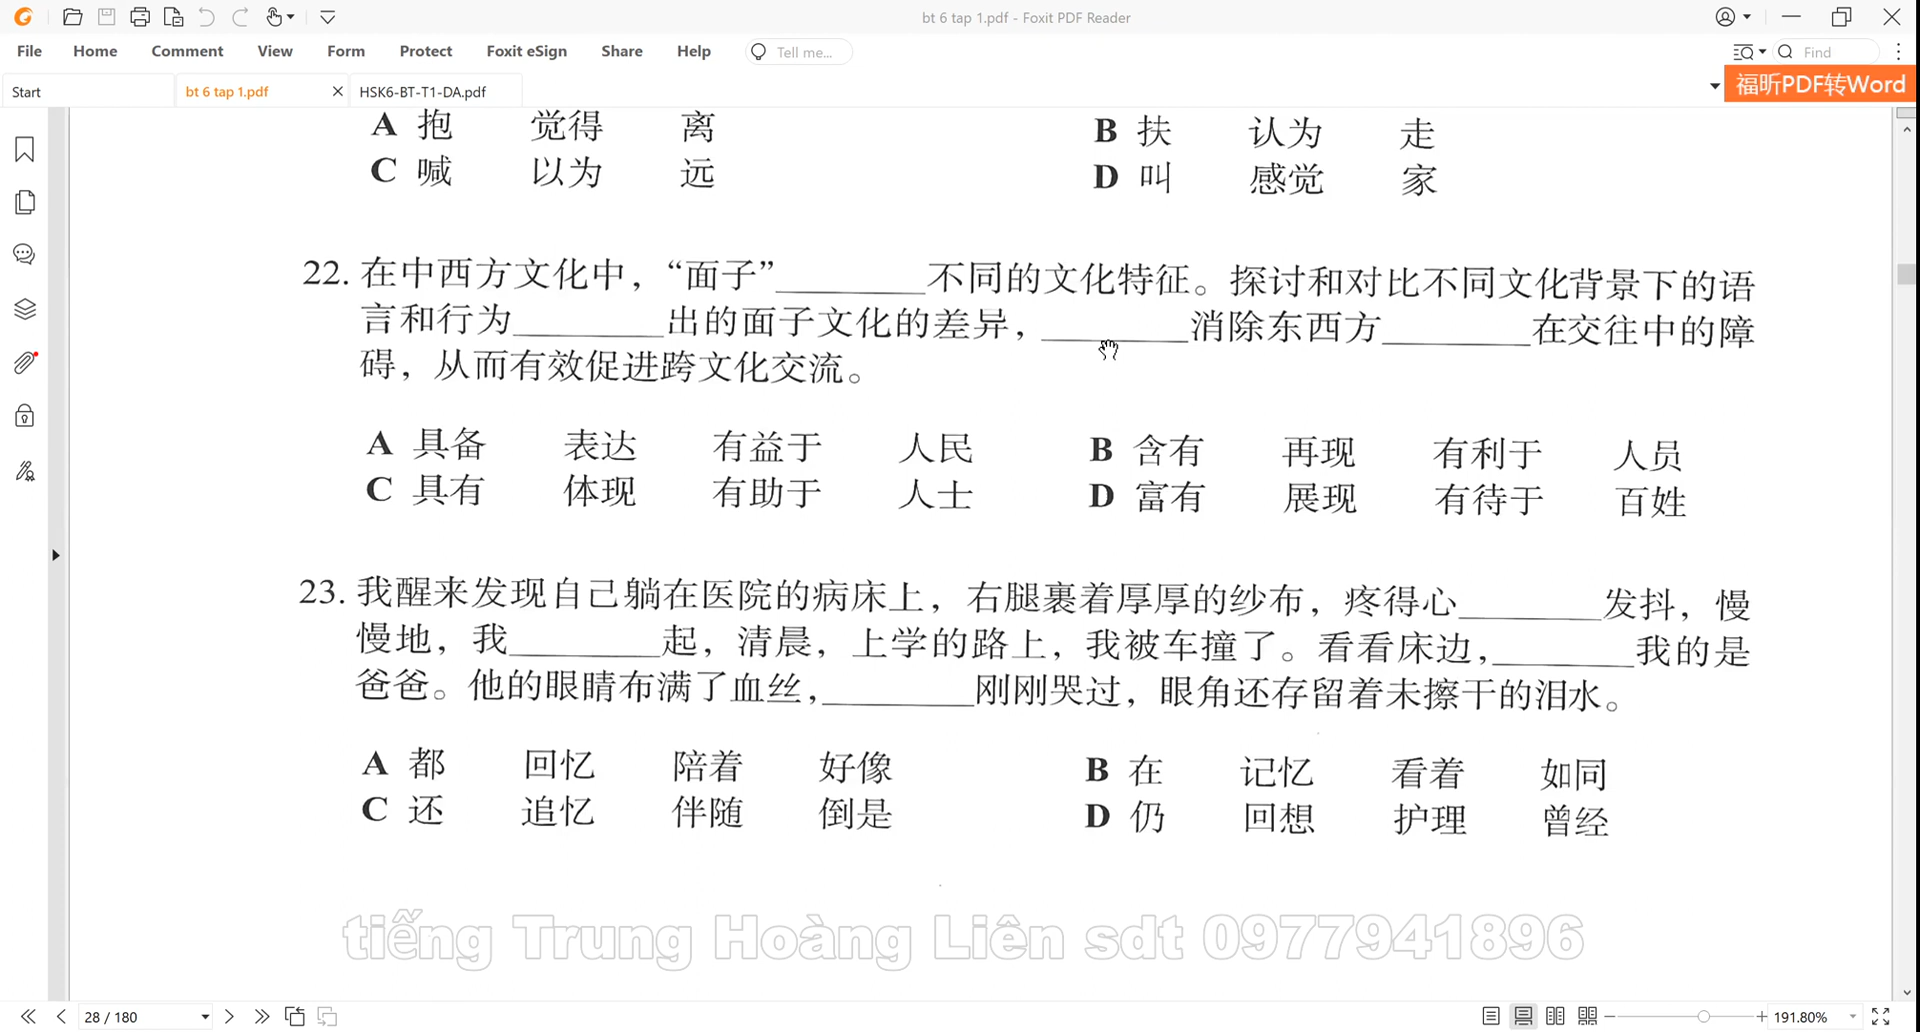 bt 6 tap 1.pdf - Foxit PDF Reader
File Home Comment View Form Protect Foxit eSign Share Help Tell me... Find
Start bt 6 tap 1.pdf HSK6-BT-T1-DA.pdf 福昕PDF转Word
A 抱 觉得 离 B 扶 认为 走
C 喊 以为 远 D 叫 感觉 家
22. 在中西方文化中，“面子”________不同的文化特征。探讨和对比不同文化背景下的语
言和行为________出的面子文化的差异，________消除东西方________在交往中的障
碍，从而有效促进跨文化交流。
A 具备 表达 有益于 人民 B 含有 再现 有利于 人员
C 具有 体现 有助于 人士 D 富有 展现 有待于 百姓
23. 我醒来发现自己躺在医院的病床上，右腿裹着厚厚的纱布，疼得心________发抖，慢
慢地，我________起，清晨，上学的路上，我被车撞了。看看床边，________我的是
爸爸。他的眼睛布满了血丝，________刚刚哭过，眼角还存留着未擦干的泪水。
A 都 回忆 陪着 好像 B 在 记忆 看着 如同
C 还 追忆 伴随 倒是 D 仍 回想 护理 曾经
tiếng Trung Hoàng Liên sdt 0977941896
28 / 180 191.80%